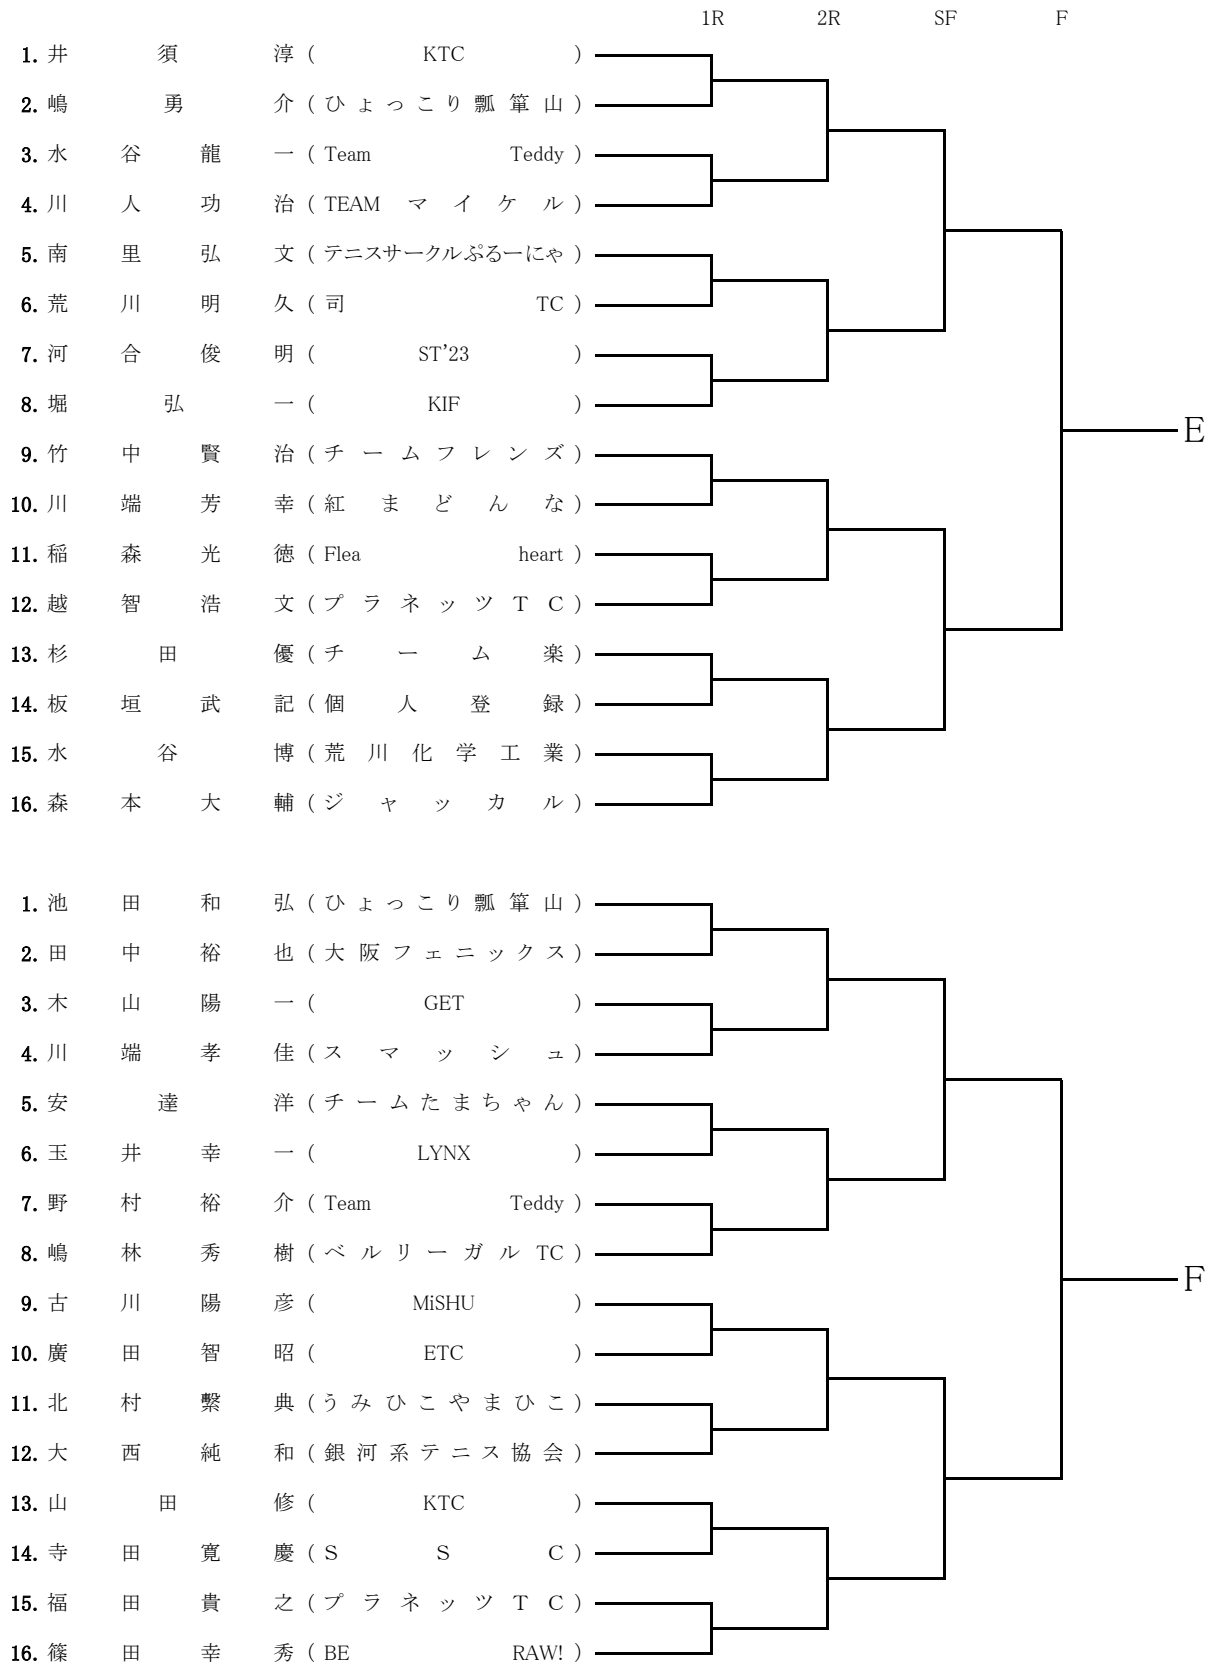 1R 2R SF F
1. 井須淳 ( KTC )
2. 嶋勇介 ( ひょっこり瓢箪山 )
3. 水谷龍一 ( Team Teddy )
4. 川人功治 ( TEAM マイケル )
5. 南里弘文 ( テニスサークルぷるーにゃ )
6. 荒川明久 ( 司 TC )
7. 河合俊明 ( ST’23 )
8. 堀弘一 ( KIF )
E
9. 竹中賢治 ( チームフレンズ )
10. 川端芳幸 ( 紅まどんな )
11. 稲森光徳 ( Flea heart )
12. 越智浩文 ( プラネッツTC )
13. 杉田優 ( チーム楽 )
14. 板垣武記 ( 個人登録 )
15. 水谷博 ( 荒川化学工業 )
16. 森本大輔 ( ジャッカル )
1. 池田和弘 ( ひょっこり瓢箪山 )
2. 田中裕也 ( 大阪フェニックス )
3. 木山陽一 ( GET )
4. 川端孝佳 ( スマッシュ )
5. 安達洋 ( チームたまちゃん )
6. 玉井幸一 ( LYNX )
7. 野村裕介 ( Team Teddy )
8. 嶋林秀樹 ( ベルリーガル TC )
F
9. 古川陽彦 ( MiSHU )
10. 廣田智昭 ( ETC )
11. 北村繋典 ( うみひこやまひこ )
12. 大西純和 ( 銀河系テニス協会 )
13. 山田修 ( KTC )
14. 寺田寛慶 ( SSC )
15. 福田貴之 ( プラネッツTC )
16. 篠田幸秀 ( BE RAW! )